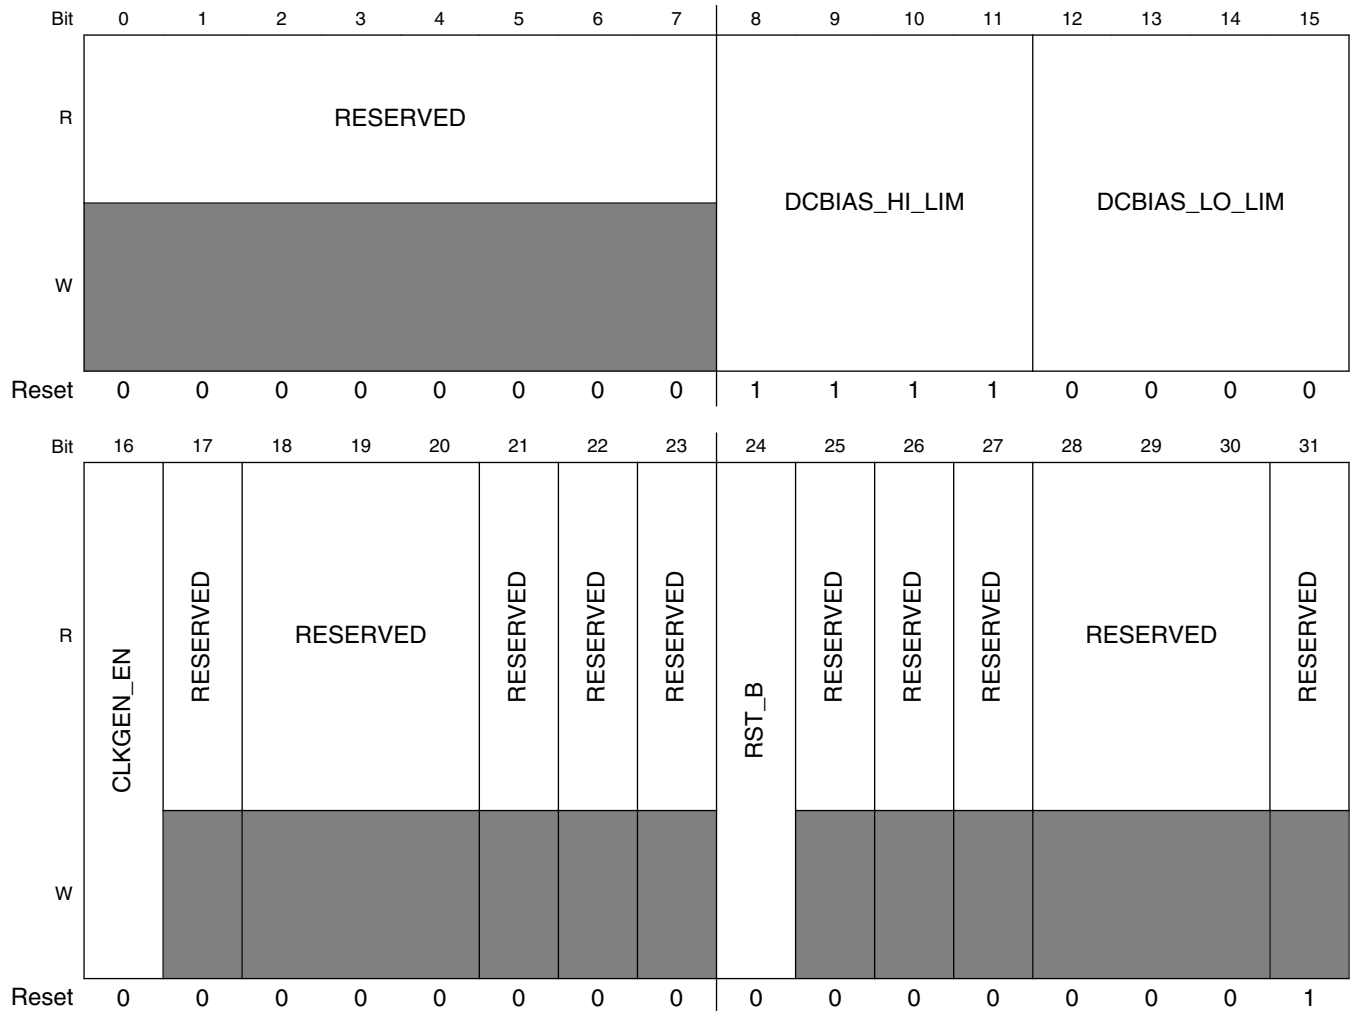 Bit 0 1 2 3 4 5 6 7 8 9 10 11 12 13 14 15
R RESERVED
DCBIAS_HI_LIM DCBIAS_LO_LIM
W
Reset 0 0 0 0 0 0 0 0 1 1 1 1 0 0 0 0
Bit 16 17 18 19 20 21 22 23 24 25 26 27 28 29 30 31
R CLKGEN_EN RESERVED RESERVED RESERVED RESERVED RESERVED RST_B RESERVED RESERVED RESERVED RESERVED RESERVED
W
Reset 0 0 0 0 0 0 0 0 0 0 0 0 0 0 0 1